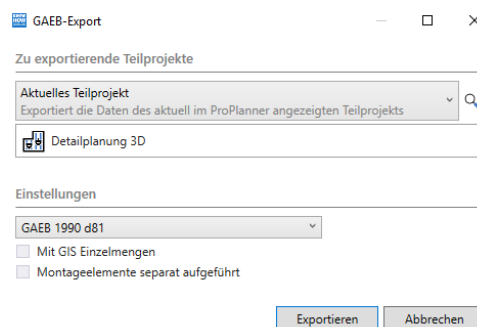 GAEB-Export
Zu exportierende Teilprojekte
Aktuelles Teilprojekt
Exportiert die Daten des aktuell im ProPlanner angezeigten Teilprojekts
Detailplanung 3D
Einstellungen
GAEB 1990 d81
Mit GIS Einzelmengen
Montageelemente separat aufgeführt
Exportieren Abbrechen